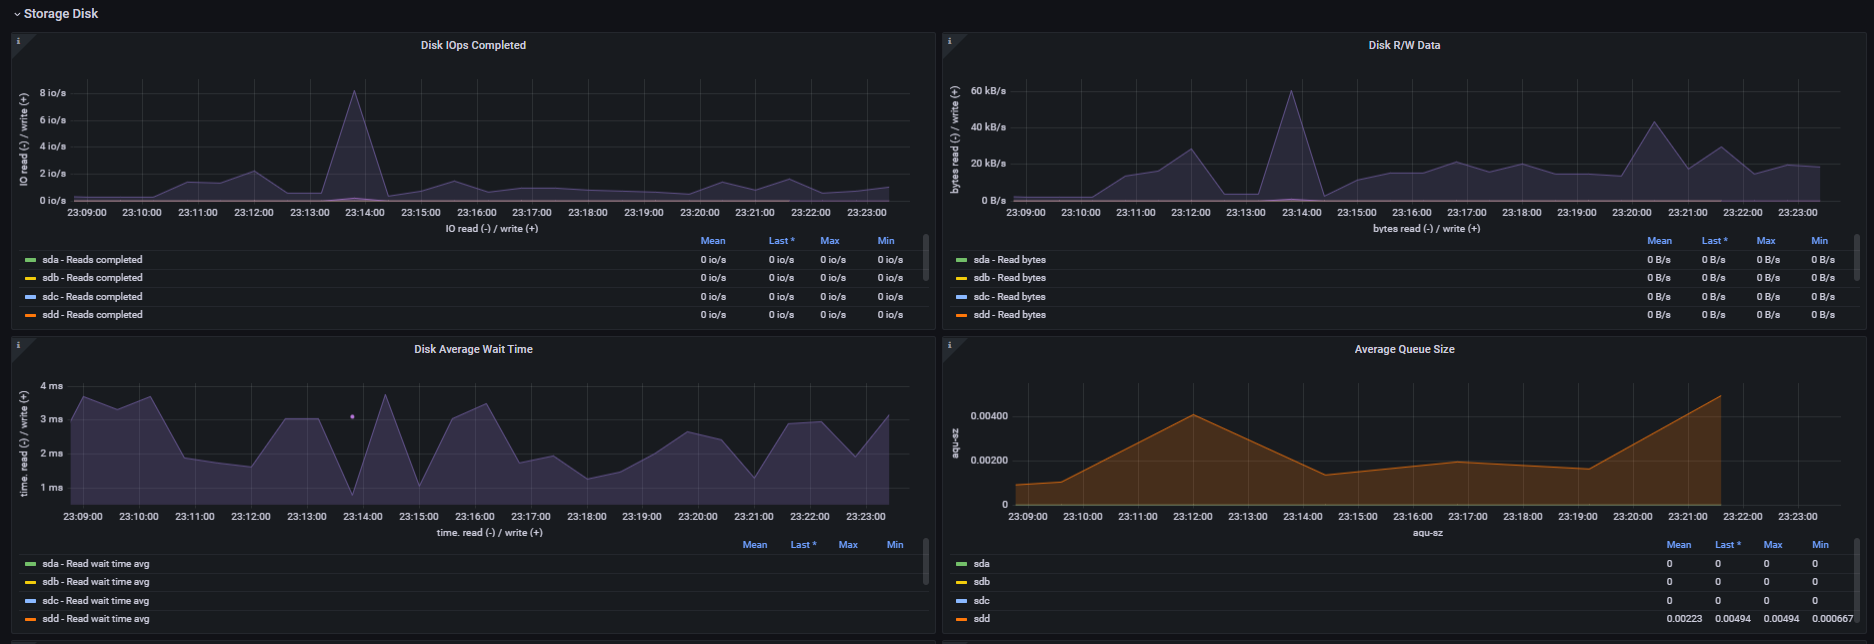 Storage Disk
i
Disk IOps Completed
IO read (-) / write (+)
8 io/s
6 io/s
4 io/s
2 io/s
0 io/s
23:09:00 23:10:00 23:11:00 23:12:00 23:13:00 23:14:00 23:15:00 23:16:00 23:17:00 23:18:00 23:19:00 23:20:00 23:21:00 23:22:00 23:23:00
IO read (-) / write (+)
Mean Last * Max Min
sda - Reads completed 0 io/s 0 io/s 0 io/s 0 io/s
sdb - Reads completed 0 io/s 0 io/s 0 io/s 0 io/s
sdc - Reads completed 0 io/s 0 io/s 0 io/s 0 io/s
sdd - Reads completed 0 io/s 0 io/s 0 io/s 0 io/s
i
Disk R/W Data
bytes read (-) / write (+)
60 kB/s
40 kB/s
20 kB/s
0 B/s
23:09:00 23:10:00 23:11:00 23:12:00 23:13:00 23:14:00 23:15:00 23:16:00 23:17:00 23:18:00 23:19:00 23:20:00 23:21:00 23:22:00 23:23:00
bytes read (-) / write (+)
Mean Last * Max Min
sda - Read bytes 0 B/s 0 B/s 0 B/s 0 B/s
sdb - Read bytes 0 B/s 0 B/s 0 B/s 0 B/s
sdc - Read bytes 0 B/s 0 B/s 0 B/s 0 B/s
sdd - Read bytes 0 B/s 0 B/s 0 B/s 0 B/s
i
Disk Average Wait Time
time. read (-) / write (+)
4 ms
3 ms
2 ms
1 ms
23:09:00 23:10:00 23:11:00 23:12:00 23:13:00 23:14:00 23:15:00 23:16:00 23:17:00 23:18:00 23:19:00 23:20:00 23:21:00 23:22:00 23:23:00
time. read (-) / write (+)
Mean Last * Max Min
sda - Read wait time avg
sdb - Read wait time avg
sdc - Read wait time avg
sdd - Read wait time avg
i
Average Queue Size
aqu-sz
0.00400
0.00200
0
23:09:00 23:10:00 23:11:00 23:12:00 23:13:00 23:14:00 23:15:00 23:16:00 23:17:00 23:18:00 23:19:00 23:20:00 23:21:00 23:22:00 23:23:00
aqu-sz
Mean Last * Max Min
sda 0 0 0 0
sdb 0 0 0 0
sdc 0 0 0 0
sdd 0.00223 0.00494 0.00494 0.000667